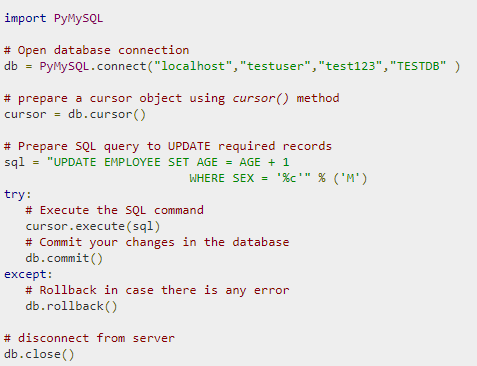 import PyMySQL
# Open database connection
db = PyMySQL.connect("localhost","testuser","test123","TESTDB" )
# prepare a cursor object using cursor() method
cursor = db.cursor()
# Prepare SQL query to UPDATE required records
sql = "UPDATE EMPLOYEE SET AGE = AGE + 1
                          WHERE SEX = '%c'" % ('M')
try:
   # Execute the SQL command
   cursor.execute(sql)
   # Commit your changes in the database
   db.commit()
except:
   # Rollback in case there is any error
   db.rollback()
# disconnect from server
db.close()